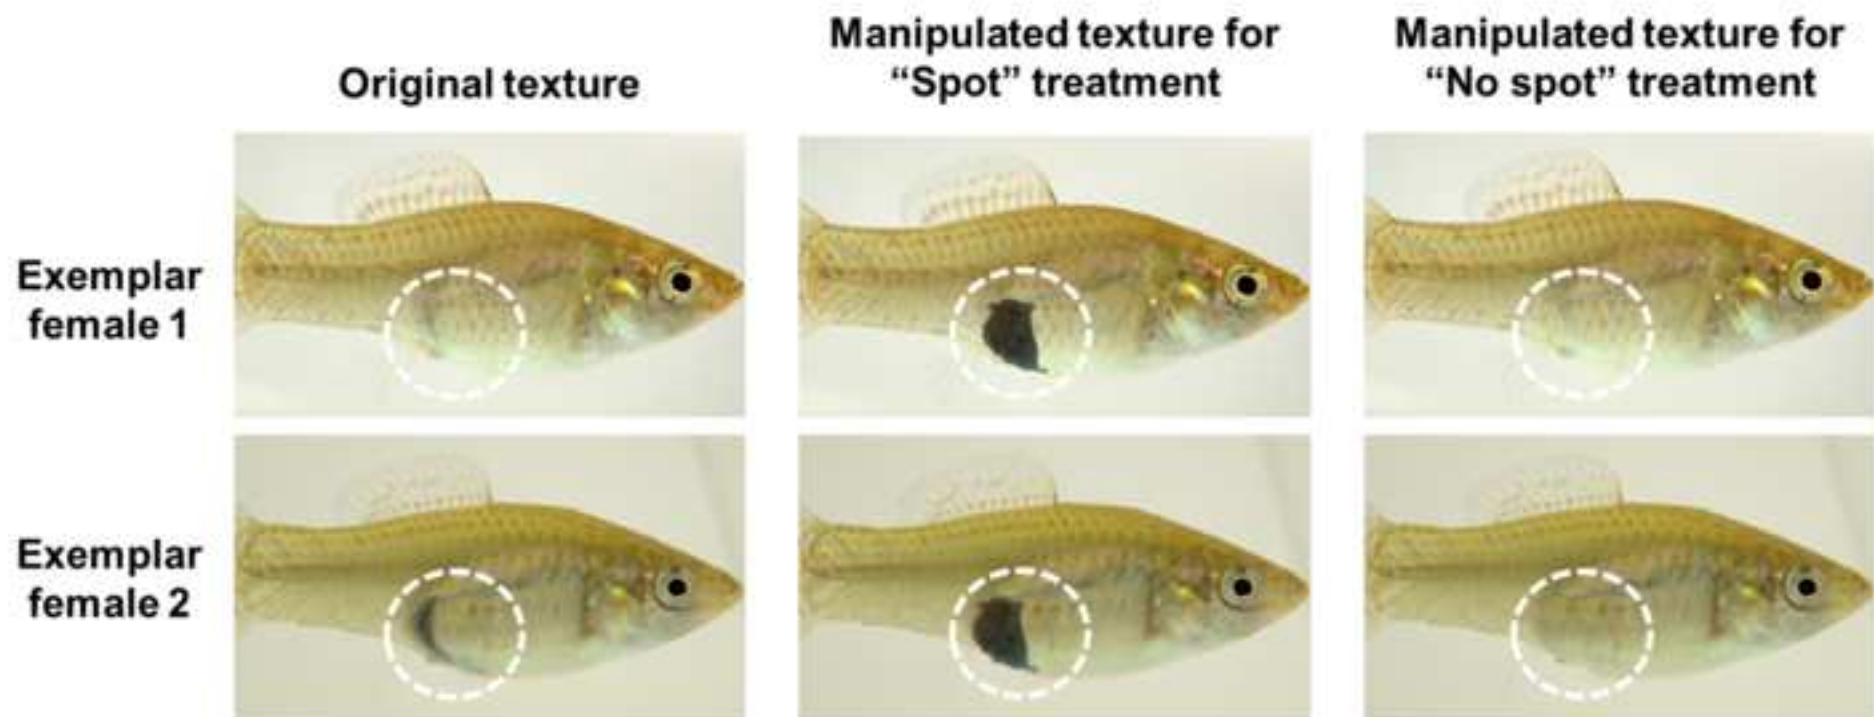 Original texture
Manipulated texture for
“Spot” treatment
Manipulated texture for
“No spot” treatment
Exemplar
female 1
Exemplar
female 2